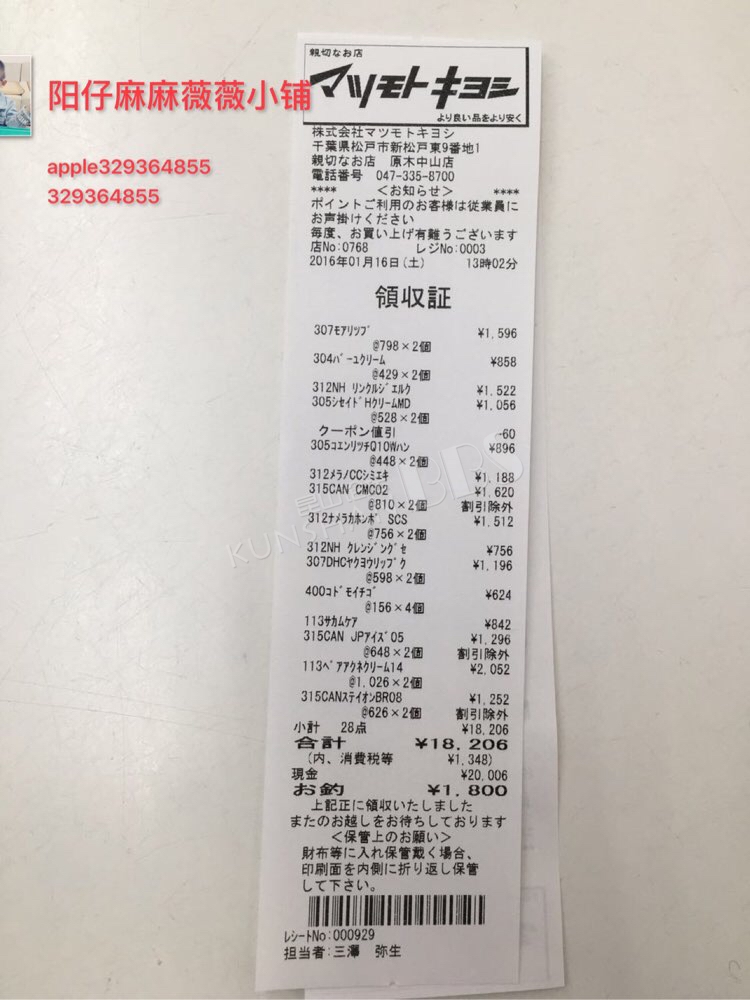 阳仔麻麻薇薇小铺
apple329364855
329364855
親切なお店
マツモトキヨシ
より良い品をより安く
株式会社マツモトキヨシ
千葉県松戸市新松戸東9番地1
親切なお店 原木中山店
電話番号 047-335-8700
**** <お知らせ> ****
ポイントご利用のお客様は従業員に
お声掛けください
毎度、お買い上げ有難うございます
店No:0768 レジNo:0003
2016年01月16日(土) 13時02分
領収証
307モアリップ ¥1,596
@798×2個
304バーユクリーム ¥858
@429×2個
312NH リンクルジェルク ¥1,522
305シセイドHクリームMD ¥1,056
@528×2個
クーポン値引 -60
305コエンリッチQ10Wハン ¥896
@448×2個
312メラノCCシミエキ ¥1,188
315CAN CMC02 ¥1,620
@810×2個 割引除外
312ナメラカホンポ SCS ¥1,512
@756×2個
312NH クレンジングセ ¥756
307DHCヤクヨウリップク ¥1,196
@598×2個
400コドモイチゴ ¥624
@156×4個
113サカムケア ¥842
315CAN JPアイズ05 ¥1,296
@648×2個 割引除外
113ペアアクネクリーム14 ¥2,052
@1,026×2個
315CANステイオンBR08 ¥1,252
@626×2個 割引除外
小計 28点 ¥18,206
合計 ¥18,206
(内、消費税等 ¥1,348)
現金 ¥20,006
お釣 ¥1,800
上記正に領収いたしました
またのお越しをお待ちしております
<保管上のお願い>
財布等に入れ保管戴く場合、
印刷面を内側に折り返し保管
して下さい。
レシートNo:000929
担当者:三澤 弥生